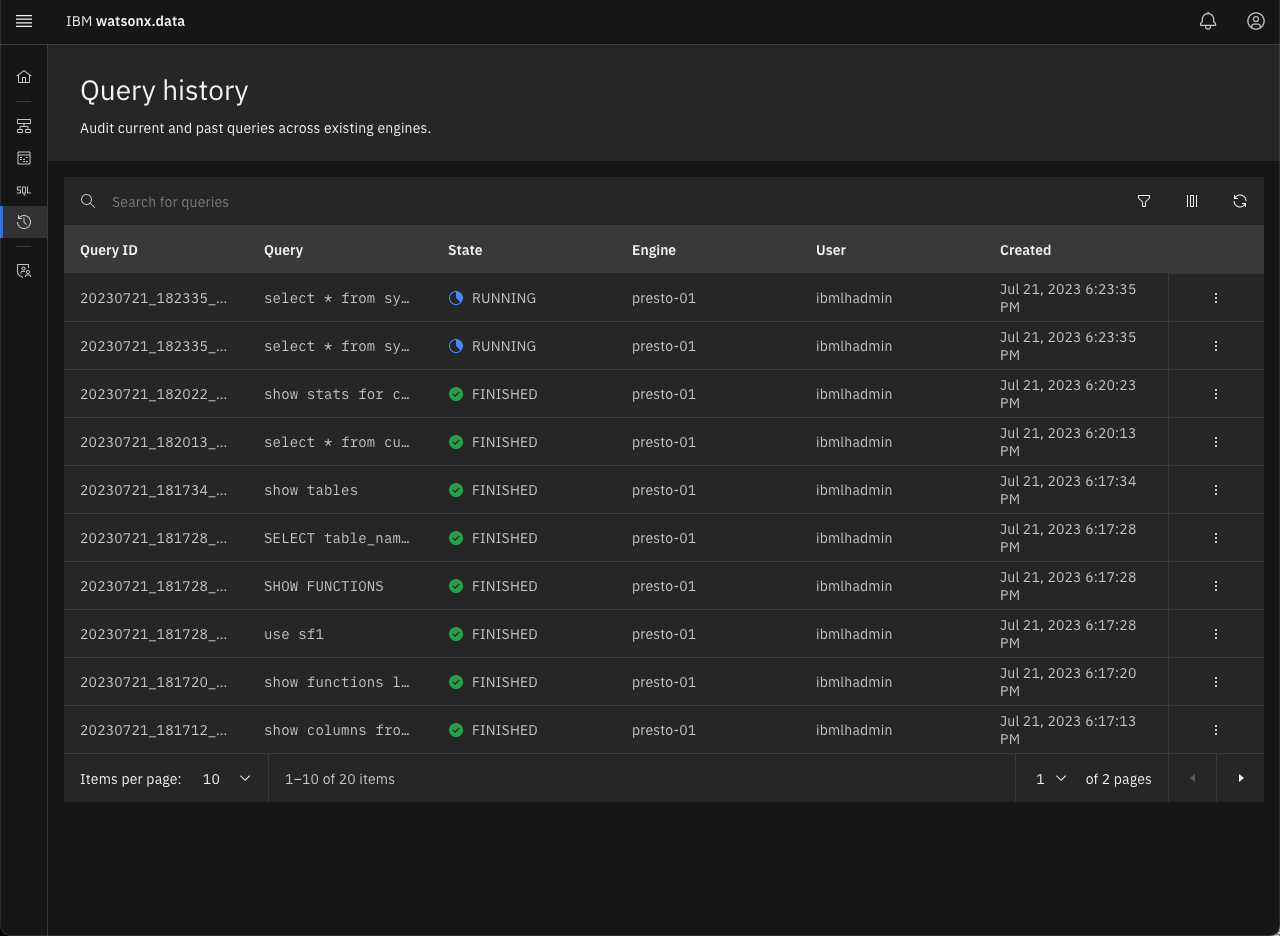 IBM watsonx.data
Query history
Audit current and past queries across existing engines.
SQL
Search for queries
Query ID Query State Engine User Created
20230721_182335_... select * from sy… RUNNING presto-01 ibmlhadmin Jul 21, 2023 6:23:35 PM
20230721_182335_... select * from sy… RUNNING presto-01 ibmlhadmin Jul 21, 2023 6:23:35 PM
20230721_182022_... show stats for c… FINISHED presto-01 ibmlhadmin Jul 21, 2023 6:20:23 PM
20230721_182013_... select * from cu… FINISHED presto-01 ibmlhadmin Jul 21, 2023 6:20:13 PM
20230721_181734_... show tables FINISHED presto-01 ibmlhadmin Jul 21, 2023 6:17:34 PM
20230721_181728_... SELECT table_nam… FINISHED presto-01 ibmlhadmin Jul 21, 2023 6:17:28 PM
20230721_181728_... SHOW FUNCTIONS FINISHED presto-01 ibmlhadmin Jul 21, 2023 6:17:28 PM
20230721_181728_... use sf1 FINISHED presto-01 ibmlhadmin Jul 21, 2023 6:17:28 PM
20230721_181720_... show functions l… FINISHED presto-01 ibmlhadmin Jul 21, 2023 6:17:20 PM
20230721_181712_... show columns fro… FINISHED presto-01 ibmlhadmin Jul 21, 2023 6:17:13 PM
Items per page: 10 1–10 of 20 items 1 of 2 pages